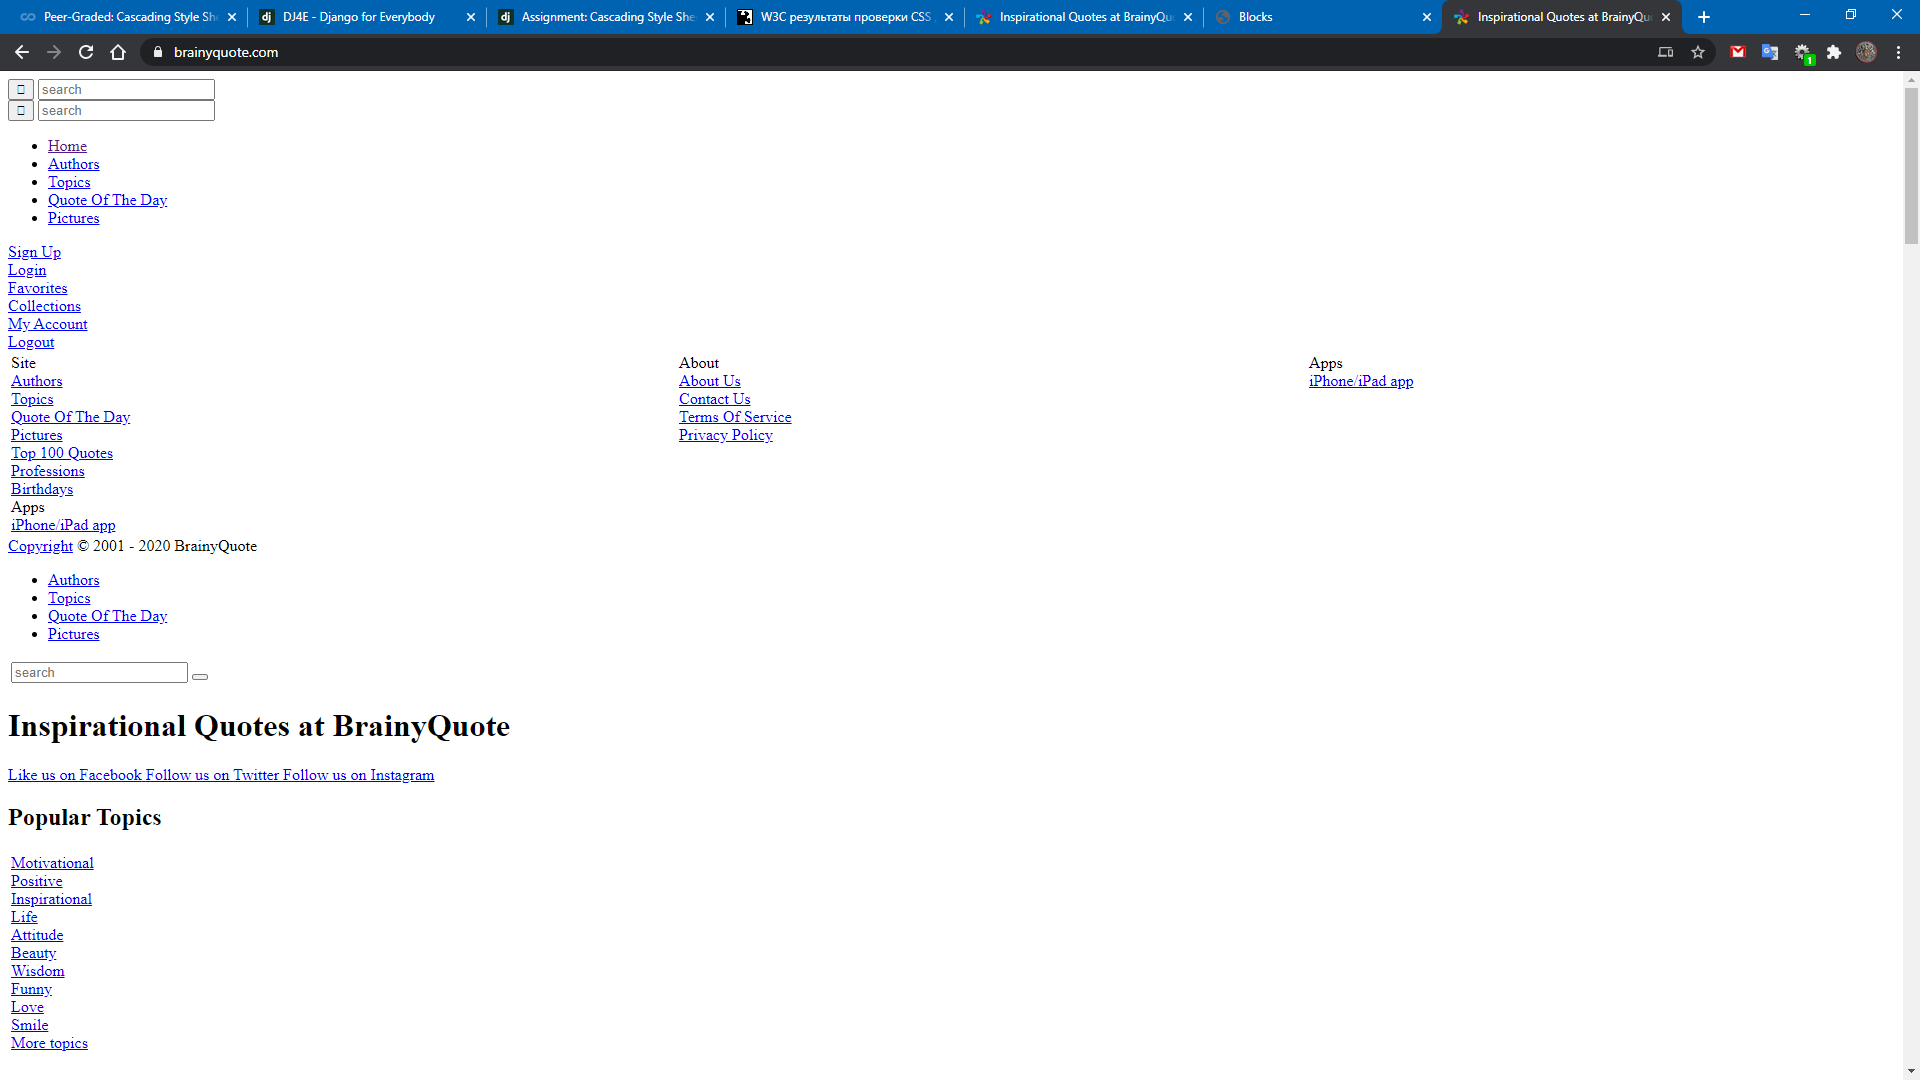 Peer-Graded: Cascading Style She
DJ4E - Django for Everybody
Assignment: Cascading Style She
W3C результаты проверки CSS
Inspirational Quotes at BrainyQuo
Blocks
Inspirational Quotes at BrainyQuo
brainyquote.com
1
search
search
Home
Authors
Topics
Quote Of The Day
Pictures
Sign Up
Login
Favorites
Collections
My Account
Logout
Site About Apps
Authors About Us iPhone/iPad app
Topics Contact Us
Quote Of The Day Terms Of Service
Pictures Privacy Policy
Top 100 Quotes
Professions
Birthdays
Apps
iPhone/iPad app
Copyright © 2001 - 2020 BrainyQuote
Authors
Topics
Quote Of The Day
Pictures
search
Inspirational Quotes at BrainyQuote
Like us on Facebook Follow us on Twitter Follow us on Instagram
Popular Topics
Motivational
Positive
Inspirational
Life
Attitude
Beauty
Wisdom
Funny
Love
Smile
More topics